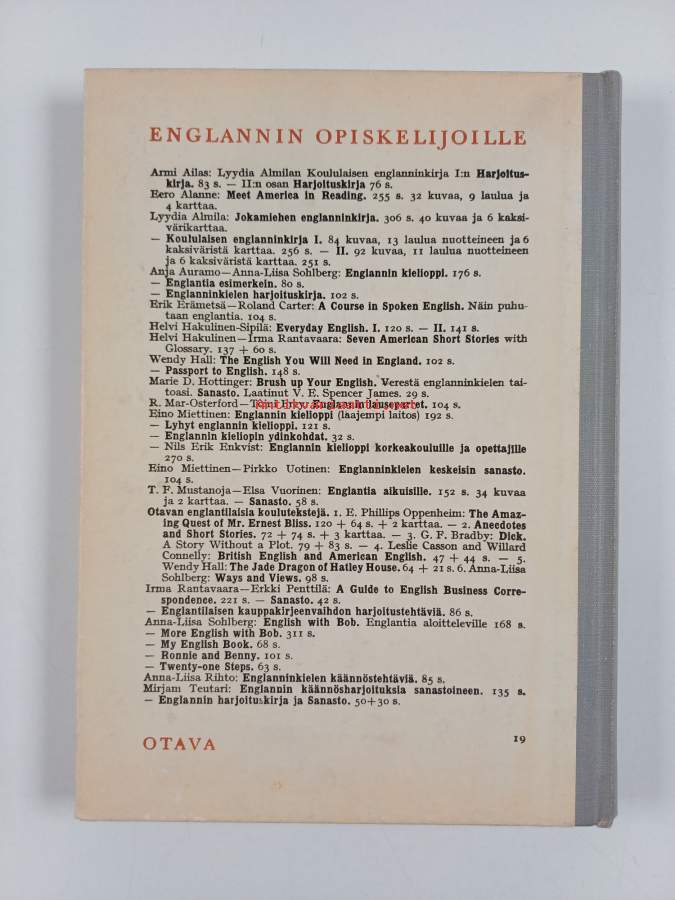 ENGLANNIN OPISKELIJOILLE
Armi Ailas: Lyydia Almilan Koululaisen englanninkirja I:n Harjoitus-
kirja. 83 s. — II:n osan Harjoituskirja 76 s.
Eero Alanne: Meet America in Reading. 255 s. 32 kuvaa, 9 laulua ja
4 karttaa.
Lyydia Almila: Jokamiehen englanninkirja. 306 s. 40 kuvaa ja 6 kaksi-
värikarttaa.
— Koululaisen englanninkirja I. 84 kuvaa, 13 laulua nuotteineen ja 6
kaksiväristä karttaa. 256 s. — II. 92 kuvaa, 11 laulua nuotteineen
ja 6 kaksiväristä karttaa. 251 s.
Anja Auramo—Anna-Liisa Sohlberg: Englannin kielioppi. 176 s.
— Englantia esimerkein. 80 s.
— Englanninkielen harjoituskirja. 102 s.
Erik Erämetsä—Roland Carter: A Course in Spoken English. Näin puhu-
taan englantia. 104 s.
Helvi Hakulinen-Sipilä: Everyday English. I. 120 s. — II. 141 s.
Helvi Hakulinen—Irma Rantavaara: Seven American Short Stories with
Glossary. 137 + 60 s.
Wendy Hall: The English You Will Need in England. 102 s.
— Passport to English. 148 s.
Marie D. Hottinger: Brush up Your English. Verestä englanninkielen tai-
toasi. Sanasto. Laatinut V. E. Spencer James. 29 s.
R. Mar-Osterford— Englannin lauseparret. 104 s.
Eino Miettinen: Englannin kielioppi (laajempi laitos) 192 s.
— Lyhyt englannin kielioppi. 121 s.
— Englannin kieliopin ydinkohdat. 32 s.
— Nils Erik Enkvist: Englannin kielioppi korkeakouluille ja opettajille
270 s.
Eino Miettinen—Pirkko Uotinen: Englanninkielen keskeisin sanasto.
104 s.
T. F. Mustanoja—Elsa Vuorinen: Englantia aikuisille. 152 s. 34 kuvaa
ja 2 karttaa. — Sanasto. 58 s.
Otavan englantilaisia koulutekstejä. 1. E. Phillips Oppenheim: The Amaz-
ing Quest of Mr. Ernest Bliss. 120 + 64 s. + 2 karttaa. — 2. Anecdotes
and Short Stories. 72 + 74 s. + 3 karttaa. — 3. G. F. Bradby: Dick.
A Story Without a Plot. 79 + 83 s. — 4. Leslie Casson and Willard
Connelly: British English and American English. 47 + 44 s. — 5.
Wendy Hall: The Jade Dragon of Hatley House. 64 + 21 s. 6. Anna-Liisa
Sohlberg: Ways and Views. 98 s.
Irma Rantavaara—Erkki Penttilä: A Guide to English Business Corre-
spondence. 221 s. — Sanasto. 42 s.
— Englantilaisen kauppakirjeenvaihdon harjoitustehtäviä. 86 s.
Anna-Liisa Sohlberg: English with Bob. Englantia aloitteleville 168 s.
— More English with Bob. 311 s.
— My English Book. 68 s.
— Ronnie and Benny. 101 s.
— Twenty-one Steps. 63 s.
Anna-Liisa Rihto: Englanninkielen käännöstehtäviä. 85 s.
Mirjam Teutari: Englannin käännösharjoituksia sanastoineen. 135 s.
— Englannin harjoituskirja ja Sanasto. 50+30 s.
OTAVA
19